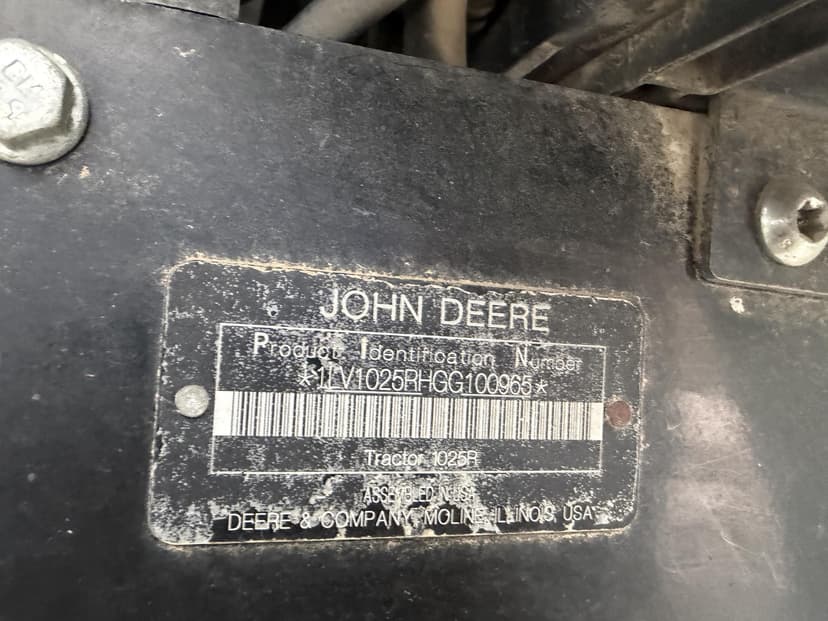 JOHN DEERE
Product Identification Number
*1LV1025RHGG100965*
Tractor 1025R
ASSEMBLED IN USA
DEERE & COMPANY MOLINE, ILLINOIS, USA